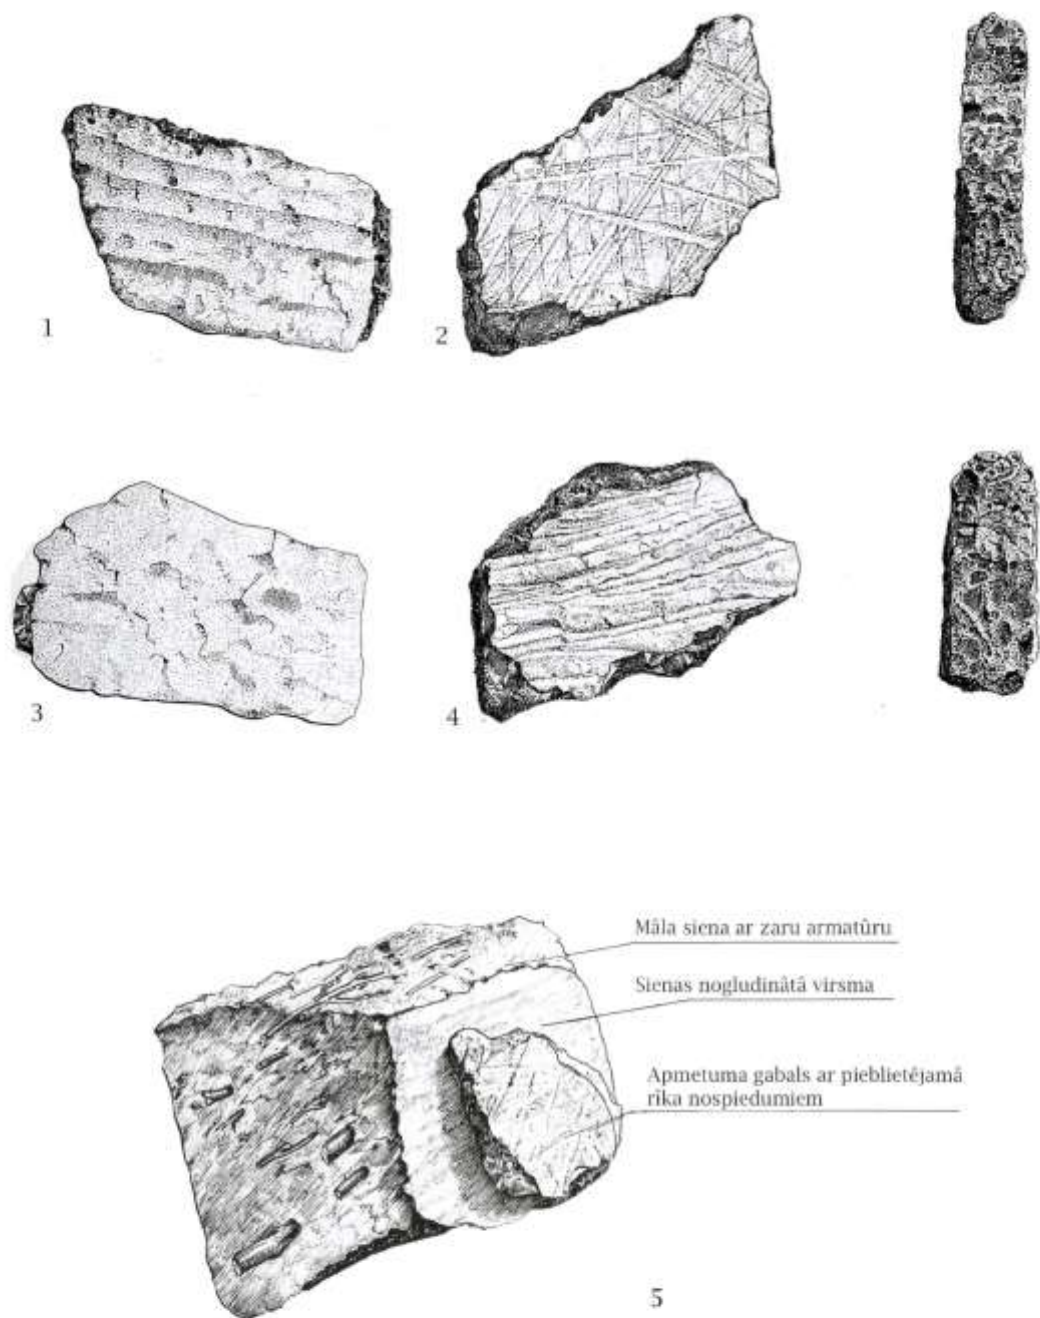 1
2
3
4
Māla siena ar zaru armatūru
Sienas nogludinātā virsma
Apmetuma gabals ar pieblietējamā
rīka nospiedumiem
5